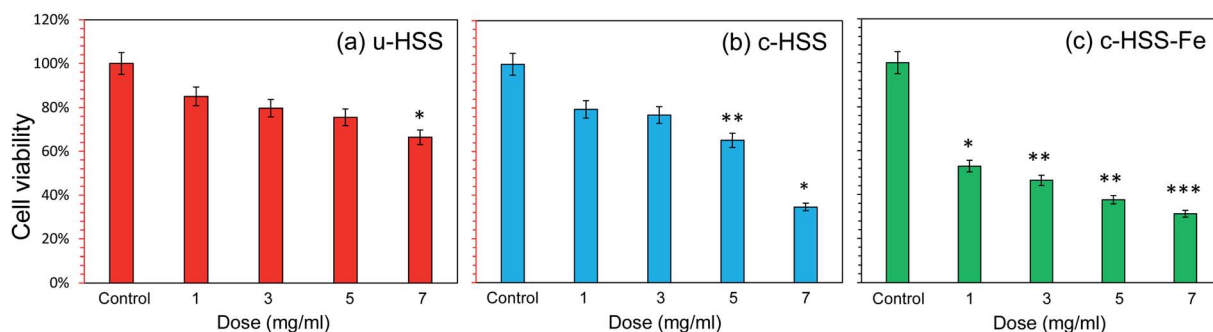 Cell viability
120%
100%
80%
60%
40%
20%
0%
(a) u-HSS
*
Control 1 3 5 7
Dose (mg/ml)
(b) c-HSS
**
*
Control 1 3 5 7
Dose (mg/ml)
(c) c-HSS-Fe
*
**
**
***
Control 1 3 5 7
Dose (mg/ml)